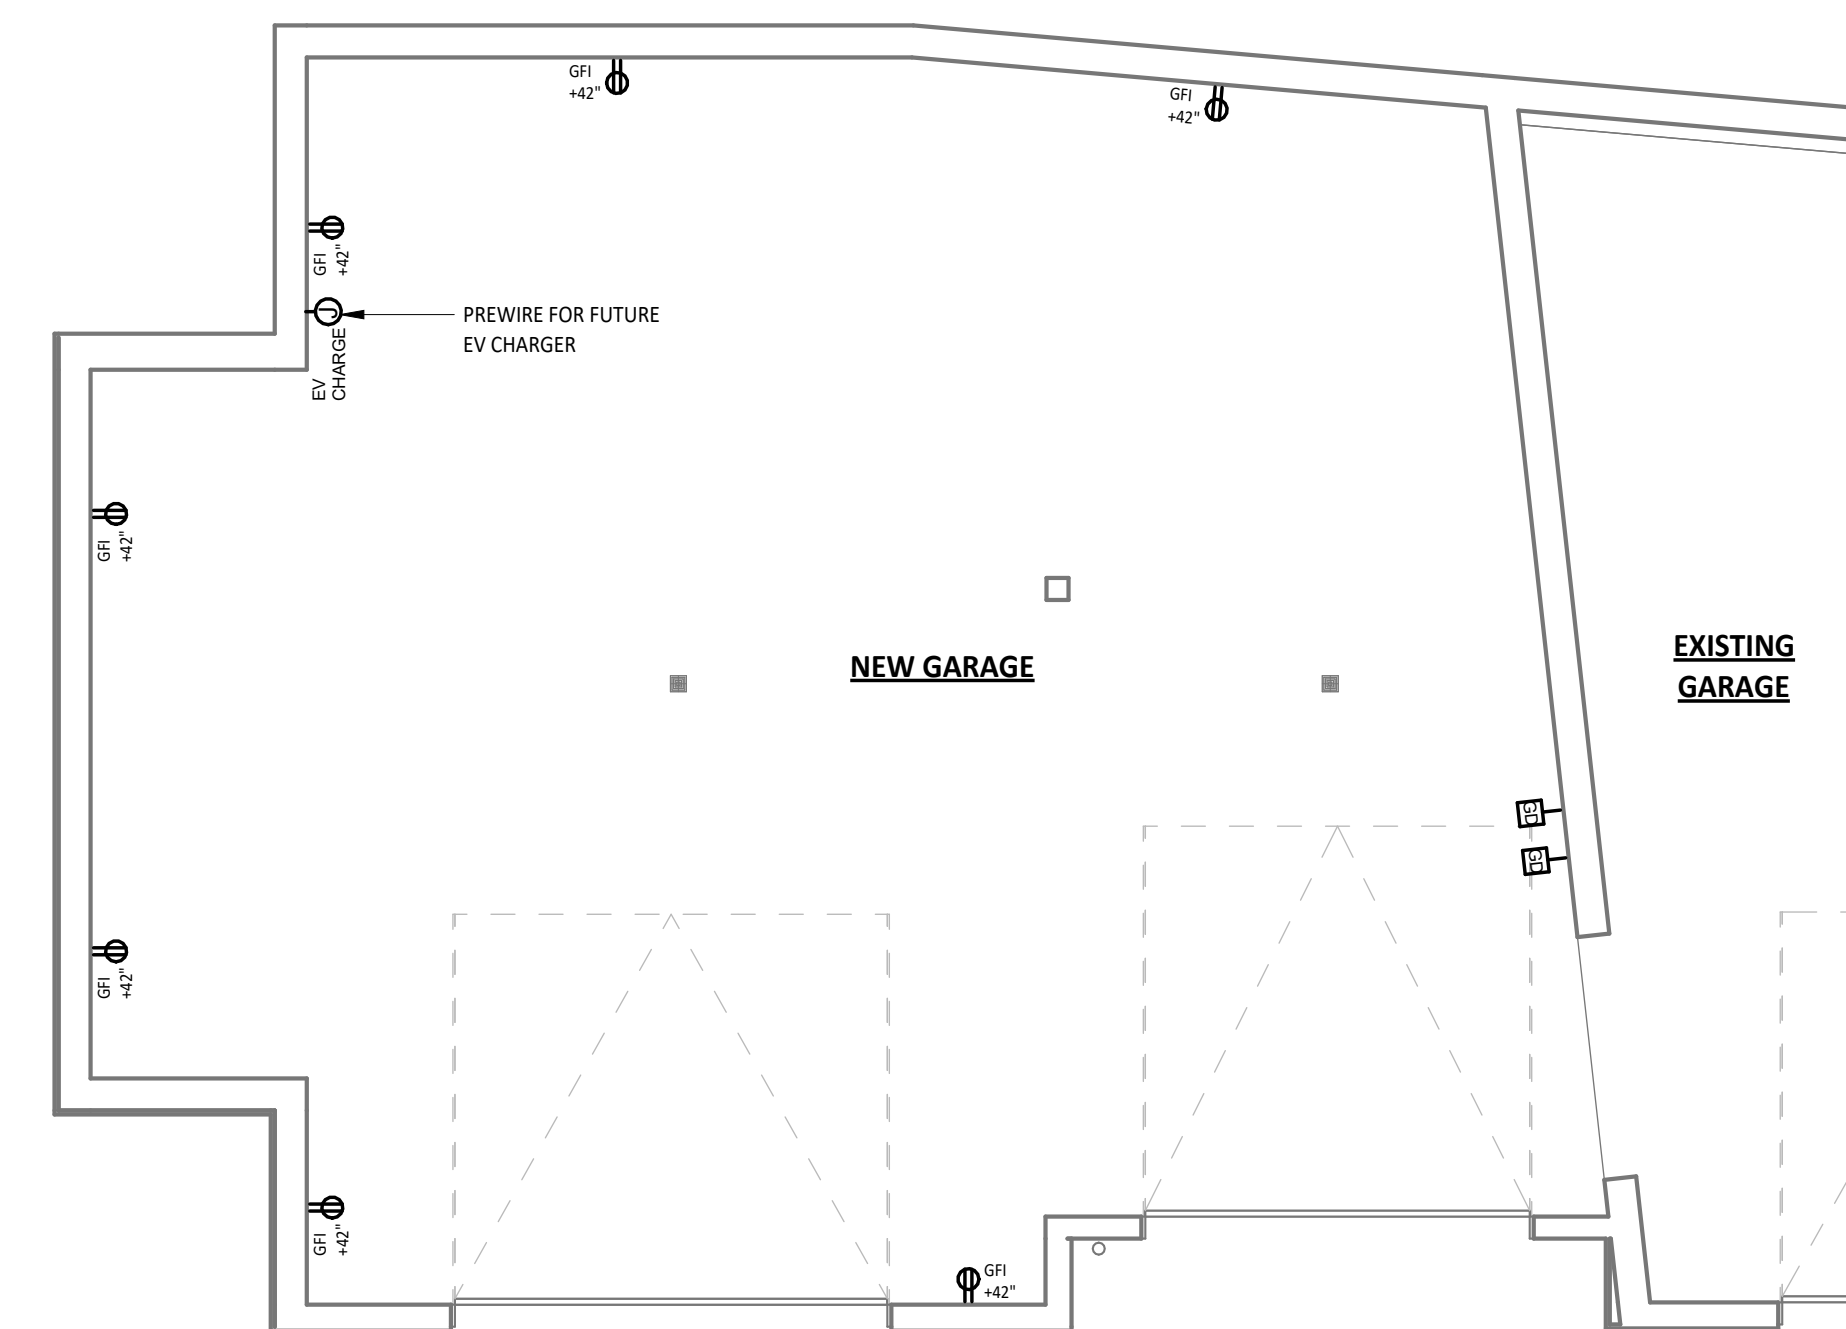 GFI
+42"
GFI
+42"
GFI
+42"
J
EV
CHARGE
PREWIRE FOR FUTURE
EV CHARGER
GFI
+42"
NEW GARAGE
EXISTING
GARAGE
GD
GD
GFI
+42"
GFI
+42"
GFI
+42"